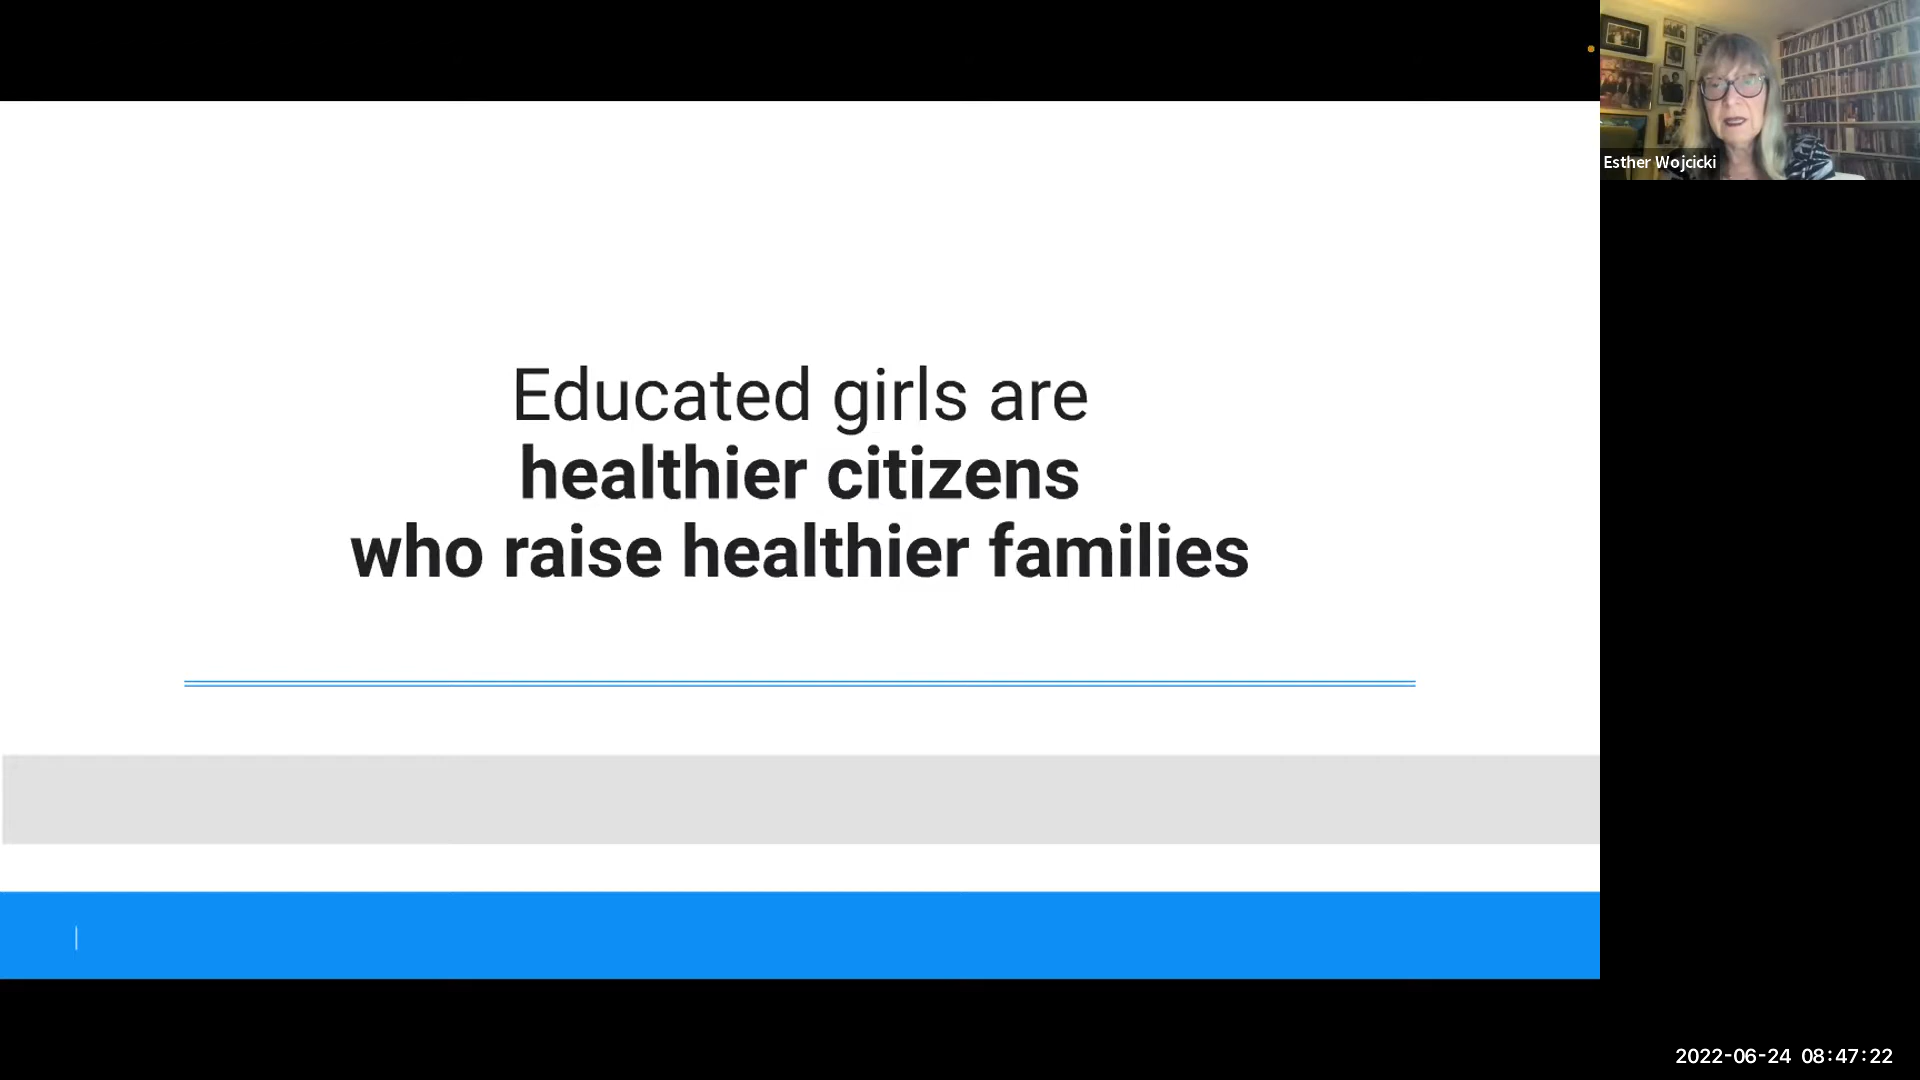 Esther Wojcicki
Educated girls are
healthier citizens
who raise healthier families
2022-06-24 08:47:22